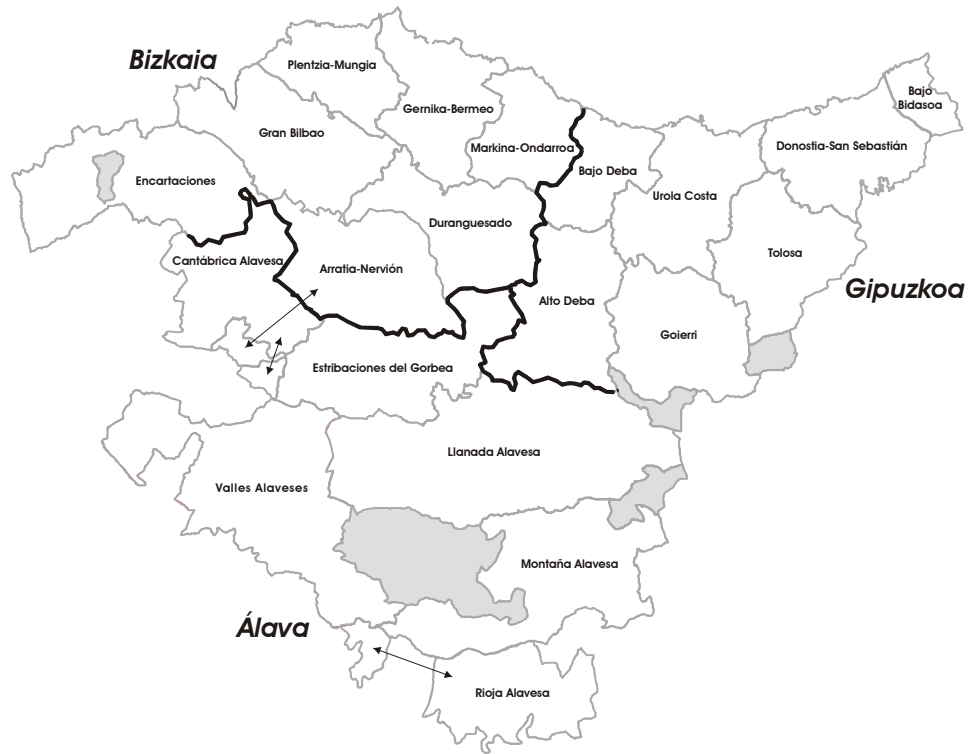 Bizkaia
Plentzia-Mungia
Gernika-Bermeo
Bajo
Bidasoa
Gran Bilbao
Markina-Ondarroa
Donostia-San Sebastián
Bajo Deba
Encartaciones
Urola Costa
Duranguesado
Tolosa
Cantábrica Alavesa
Arratia-Nervión
Gipuzkoa
Alto Deba
Goierri
Estribaciones del Gorbea
Llanada Alavesa
Valles Alaveses
Montaña Alavesa
Álava
Rioja Alavesa